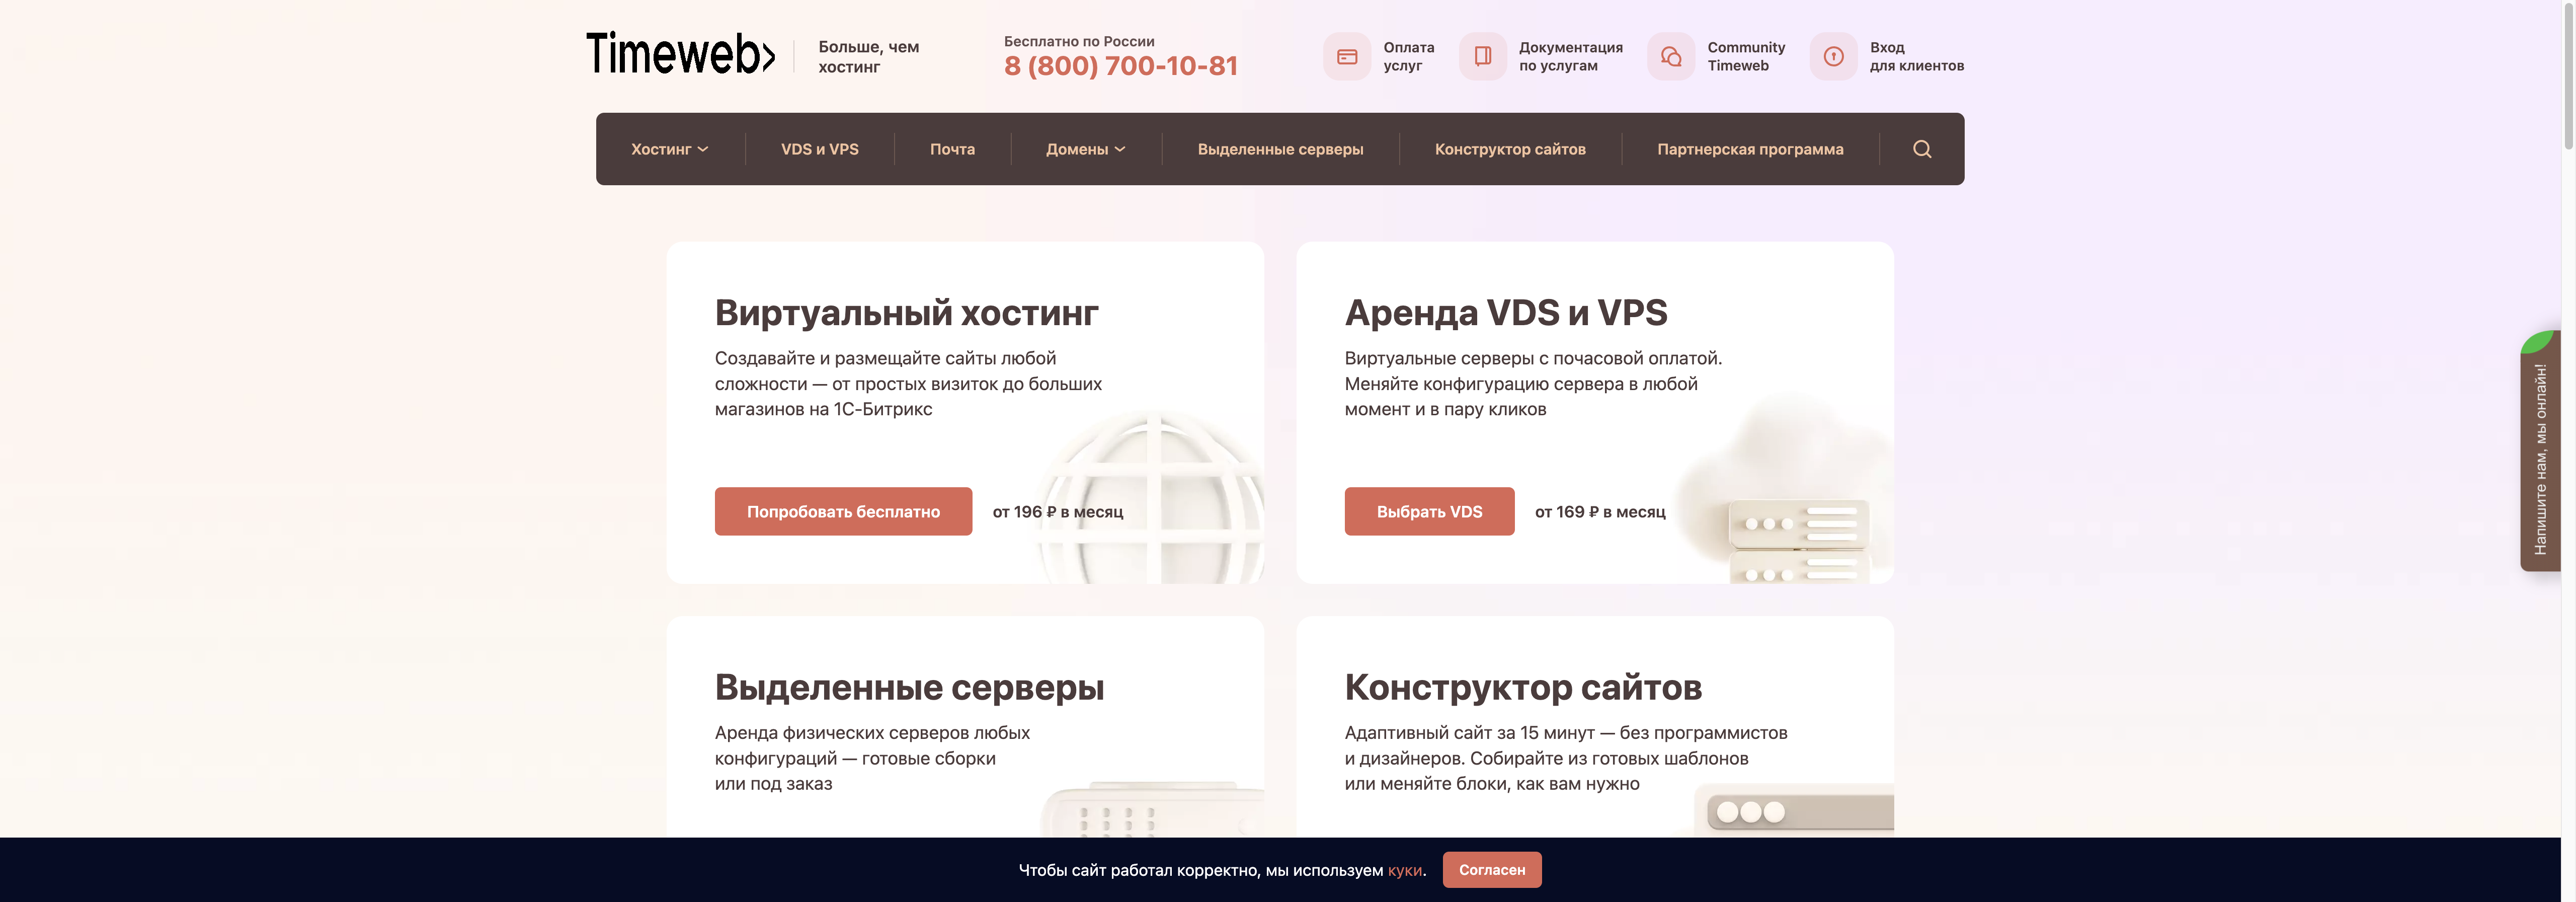 Timeweb>
Больше, чем
хостинг
Бесплатно по России
8 (800) 700-10-81
Оплата
услуг
Документация
по услугам
Community
Timeweb
Вход
для клиентов
Хостинг
VDS и VPS
Почта
Домены
Выделенные серверы
Конструктор сайтов
Партнерская программа
Виртуальный хостинг
Создавайте и размещайте сайты любой
сложности — от простых визиток до больших
магазинов на 1С-Битрикс
Попробовать бесплатно
от 196 ₽ в месяц
Аренда VDS и VPS
Виртуальные серверы с почасовой оплатой.
Меняйте конфигурацию сервера в любой
момент и в пару кликов
Выбрать VDS
от 169 ₽ в месяц
Напишите нам, мы онлайн!
Выделенные серверы
Аренда физических серверов любых
конфигураций — готовые сборки
или под заказ
Конструктор сайтов
Адаптивный сайт за 15 минут — без программистов
и дизайнеров. Собирайте из готовых шаблонов
или меняйте блоки, как вам нужно
Чтобы сайт работал корректно, мы используем куки.
Согласен